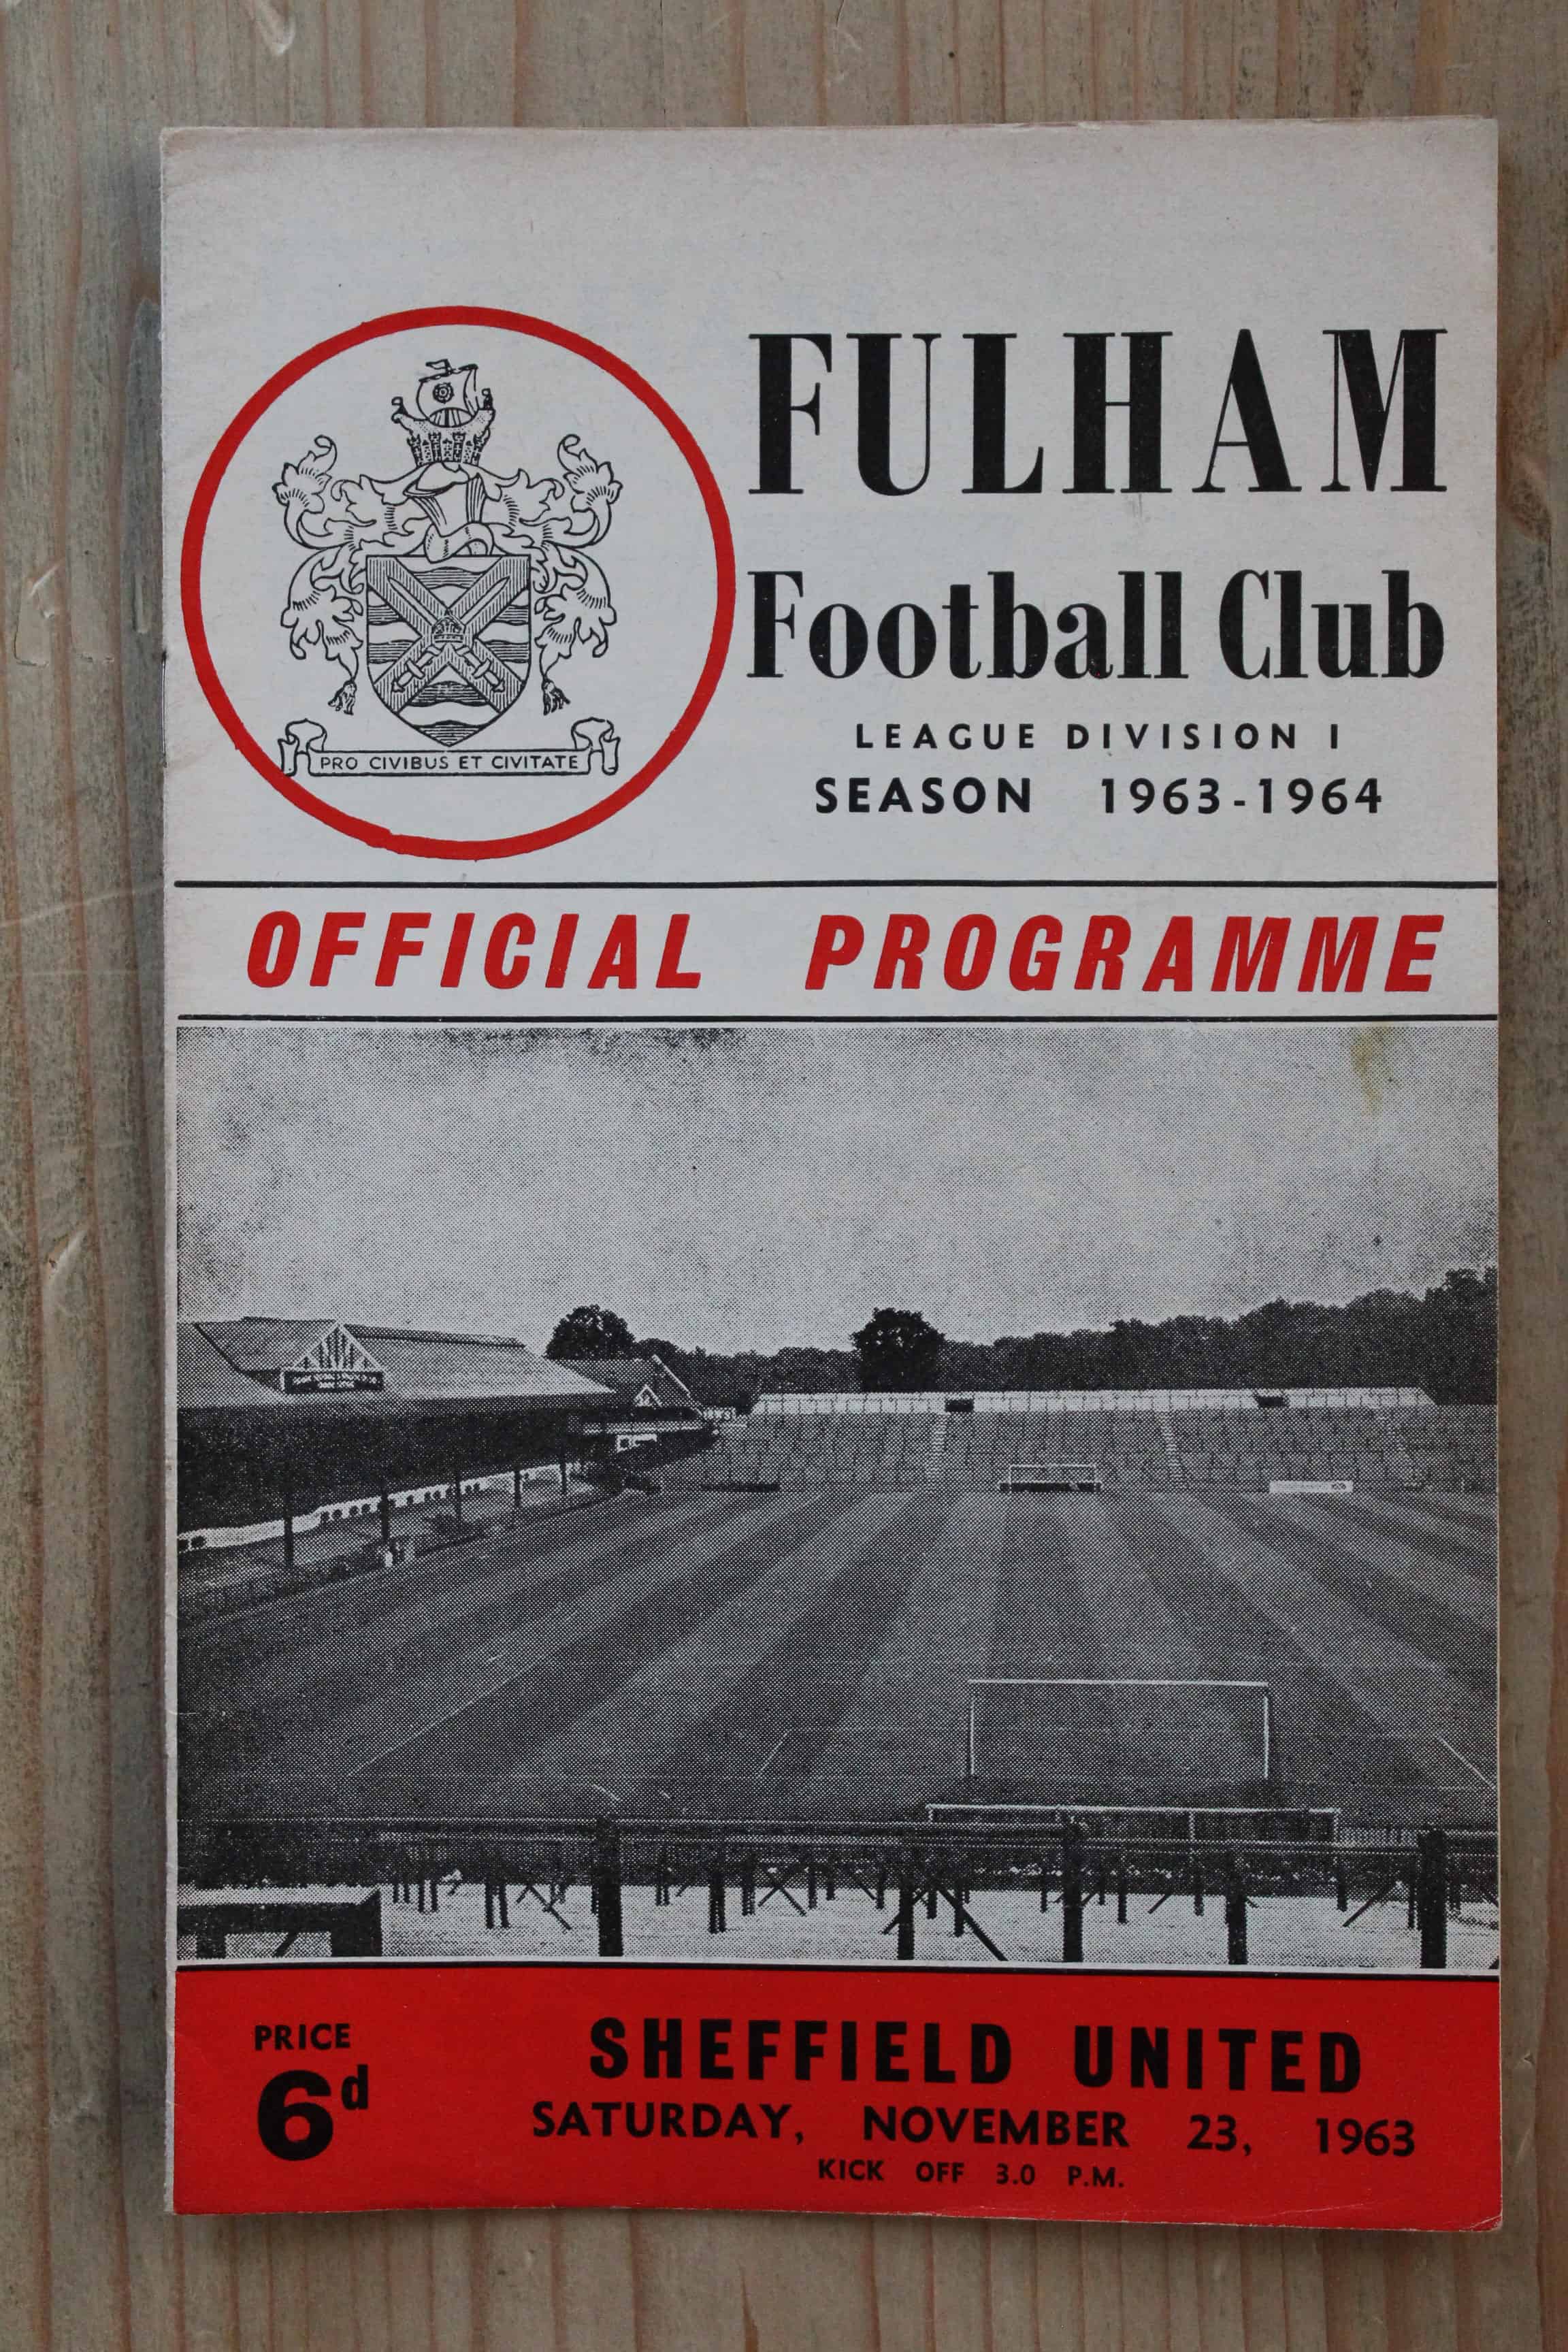 FULHAM
Football Club
LEAGUE DIVISION I
SEASON 1963-1964
PRO CIVIBUS ET CIVITATE
OFFICIAL PROGRAMME
PRICE
6d
SHEFFIELD UNITED
SATURDAY, NOVEMBER 23, 1963
KICK OFF 3.0 P.M.